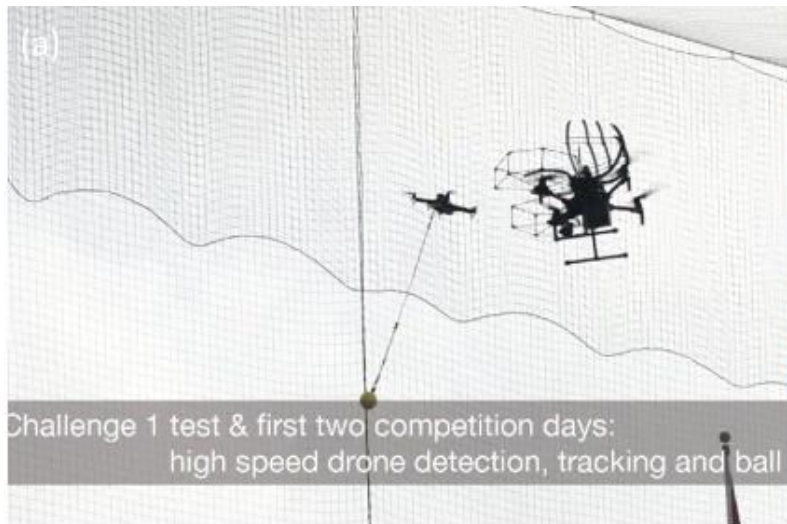 (a)
Challenge 1 test & first two competition days:
high speed drone detection, tracking and ball